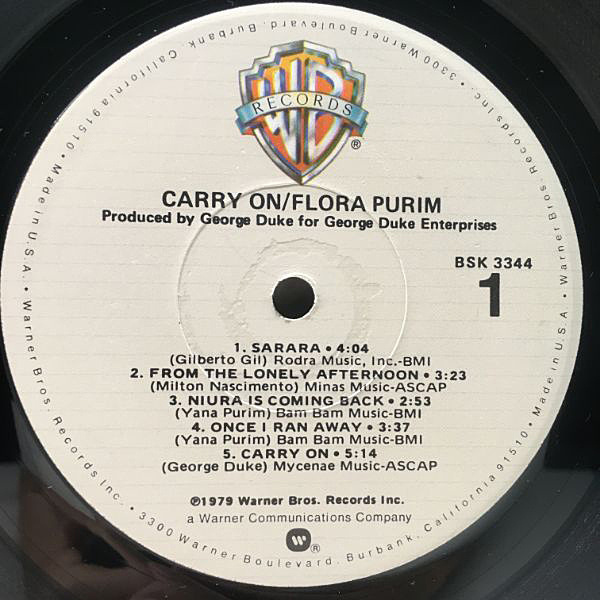 WB
RECORDS
®
CARRY ON/FLORA PURIM
Produced by George Duke for George Duke Enterprises
BSK 3344
1
1. SARARA • 4:04
(Gilberto Gil) Rodra Music, Inc.-BMI
2. FROM THE LONELY AFTERNOON • 3:23
(Milton Nascimento) Minas Music-ASCAP
3. NIURA IS COMING BACK • 2:53
(Yana Purim) Bam Bam Music-BMI
4. ONCE I RAN AWAY • 3:37
(Yana Purim) Bam Bam Music-BMI
5. CARRY ON • 5:14
(George Duke) Mycenae Music-ASCAP
℗1979 Warner Bros. Records Inc.
a Warner Communications Company
W®
Made in U.S.A. • Warner Bros. Records Inc. • 3300 Warner Boulevard, Burbank, California 91510 • Made in U.S.A. • Warner Bros. Records Inc. • 3300 Warner Boulevard, Burbank, California 91510 •